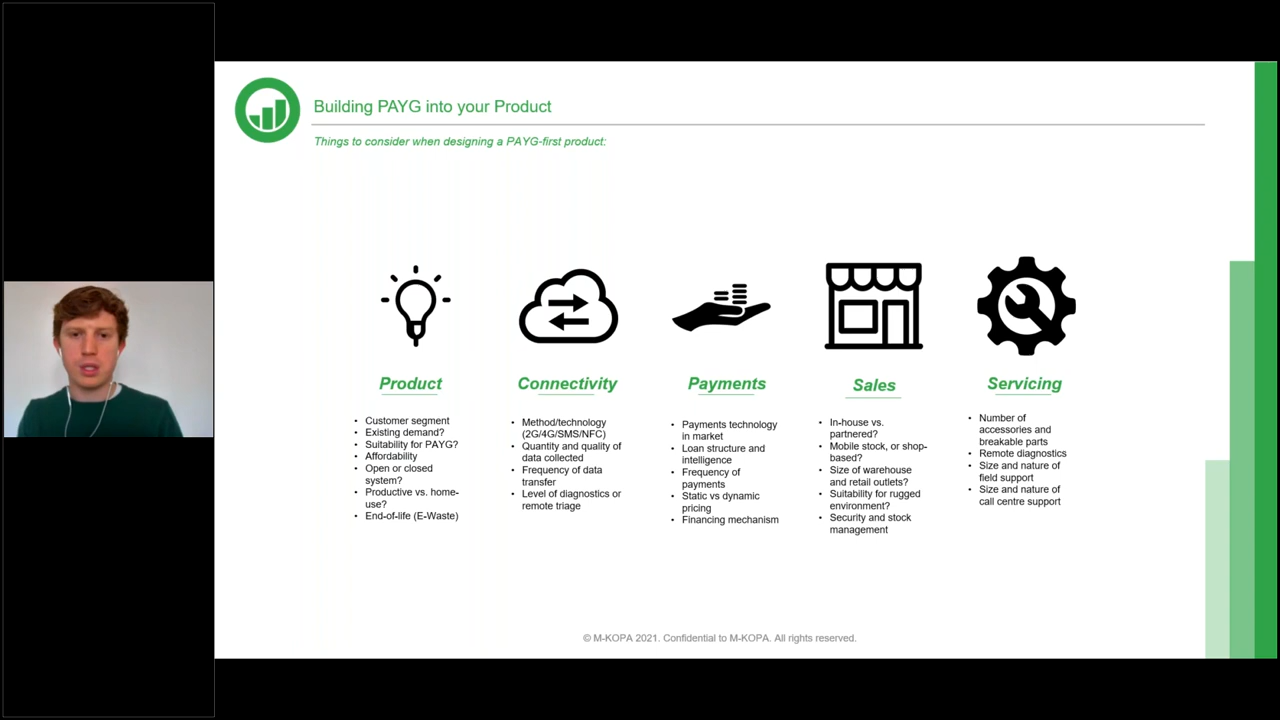 Building PAYG into your Product
Things to consider when designing a PAYG-first product:
Product
• Customer segment
• Existing demand?
• Suitability for PAYG?
• Affordability
• Open or closed
system?
• Productive vs. home-
use?
• End-of-life (E-Waste)
Connectivity
• Method/technology
(2G/4G/SMS/NFC)
• Quantity and quality of
data collected
• Frequency of data
transfer
• Level of diagnostics or
remote triage
Payments
• Payments technology
in market
• Loan structure and
intelligence
• Frequency of
payments
• Static vs dynamic
pricing
• Financing mechanism
Sales
• In-house vs.
partnered?
• Mobile stock, or shop-
based?
• Size of warehouse
and retail outlets?
• Suitability for rugged
environment?
• Security and stock
management
Servicing
• Number of
accessories and
breakable parts
• Remote diagnostics
• Size and nature of
field support
• Size and nature of
call centre support
© M-KOPA 2021. Confidential to M-KOPA. All rights reserved.